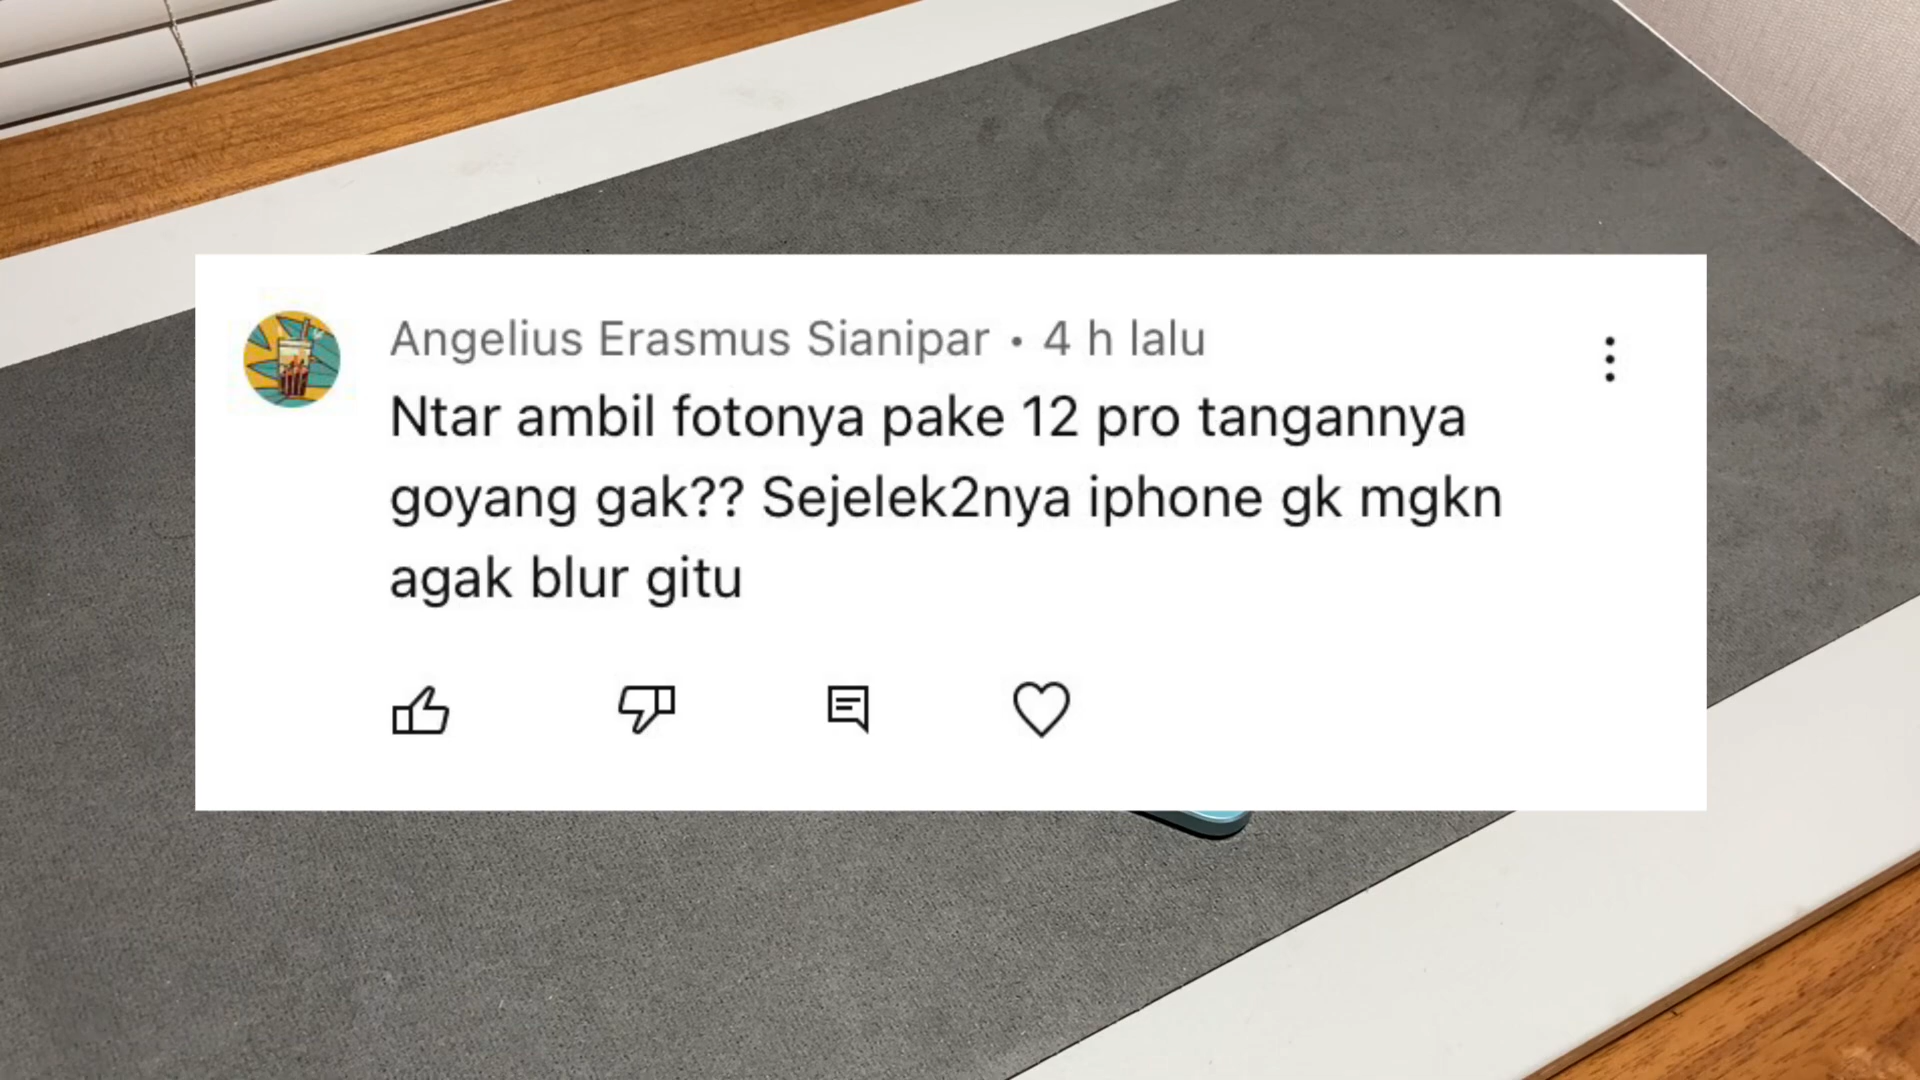 Angelius Erasmus Sianipar • 4 h lalu
Ntar ambil fotonya pake 12 pro tangannya
goyang gak?? Sejelek2nya iphone gk mgkn
agak blur gitu